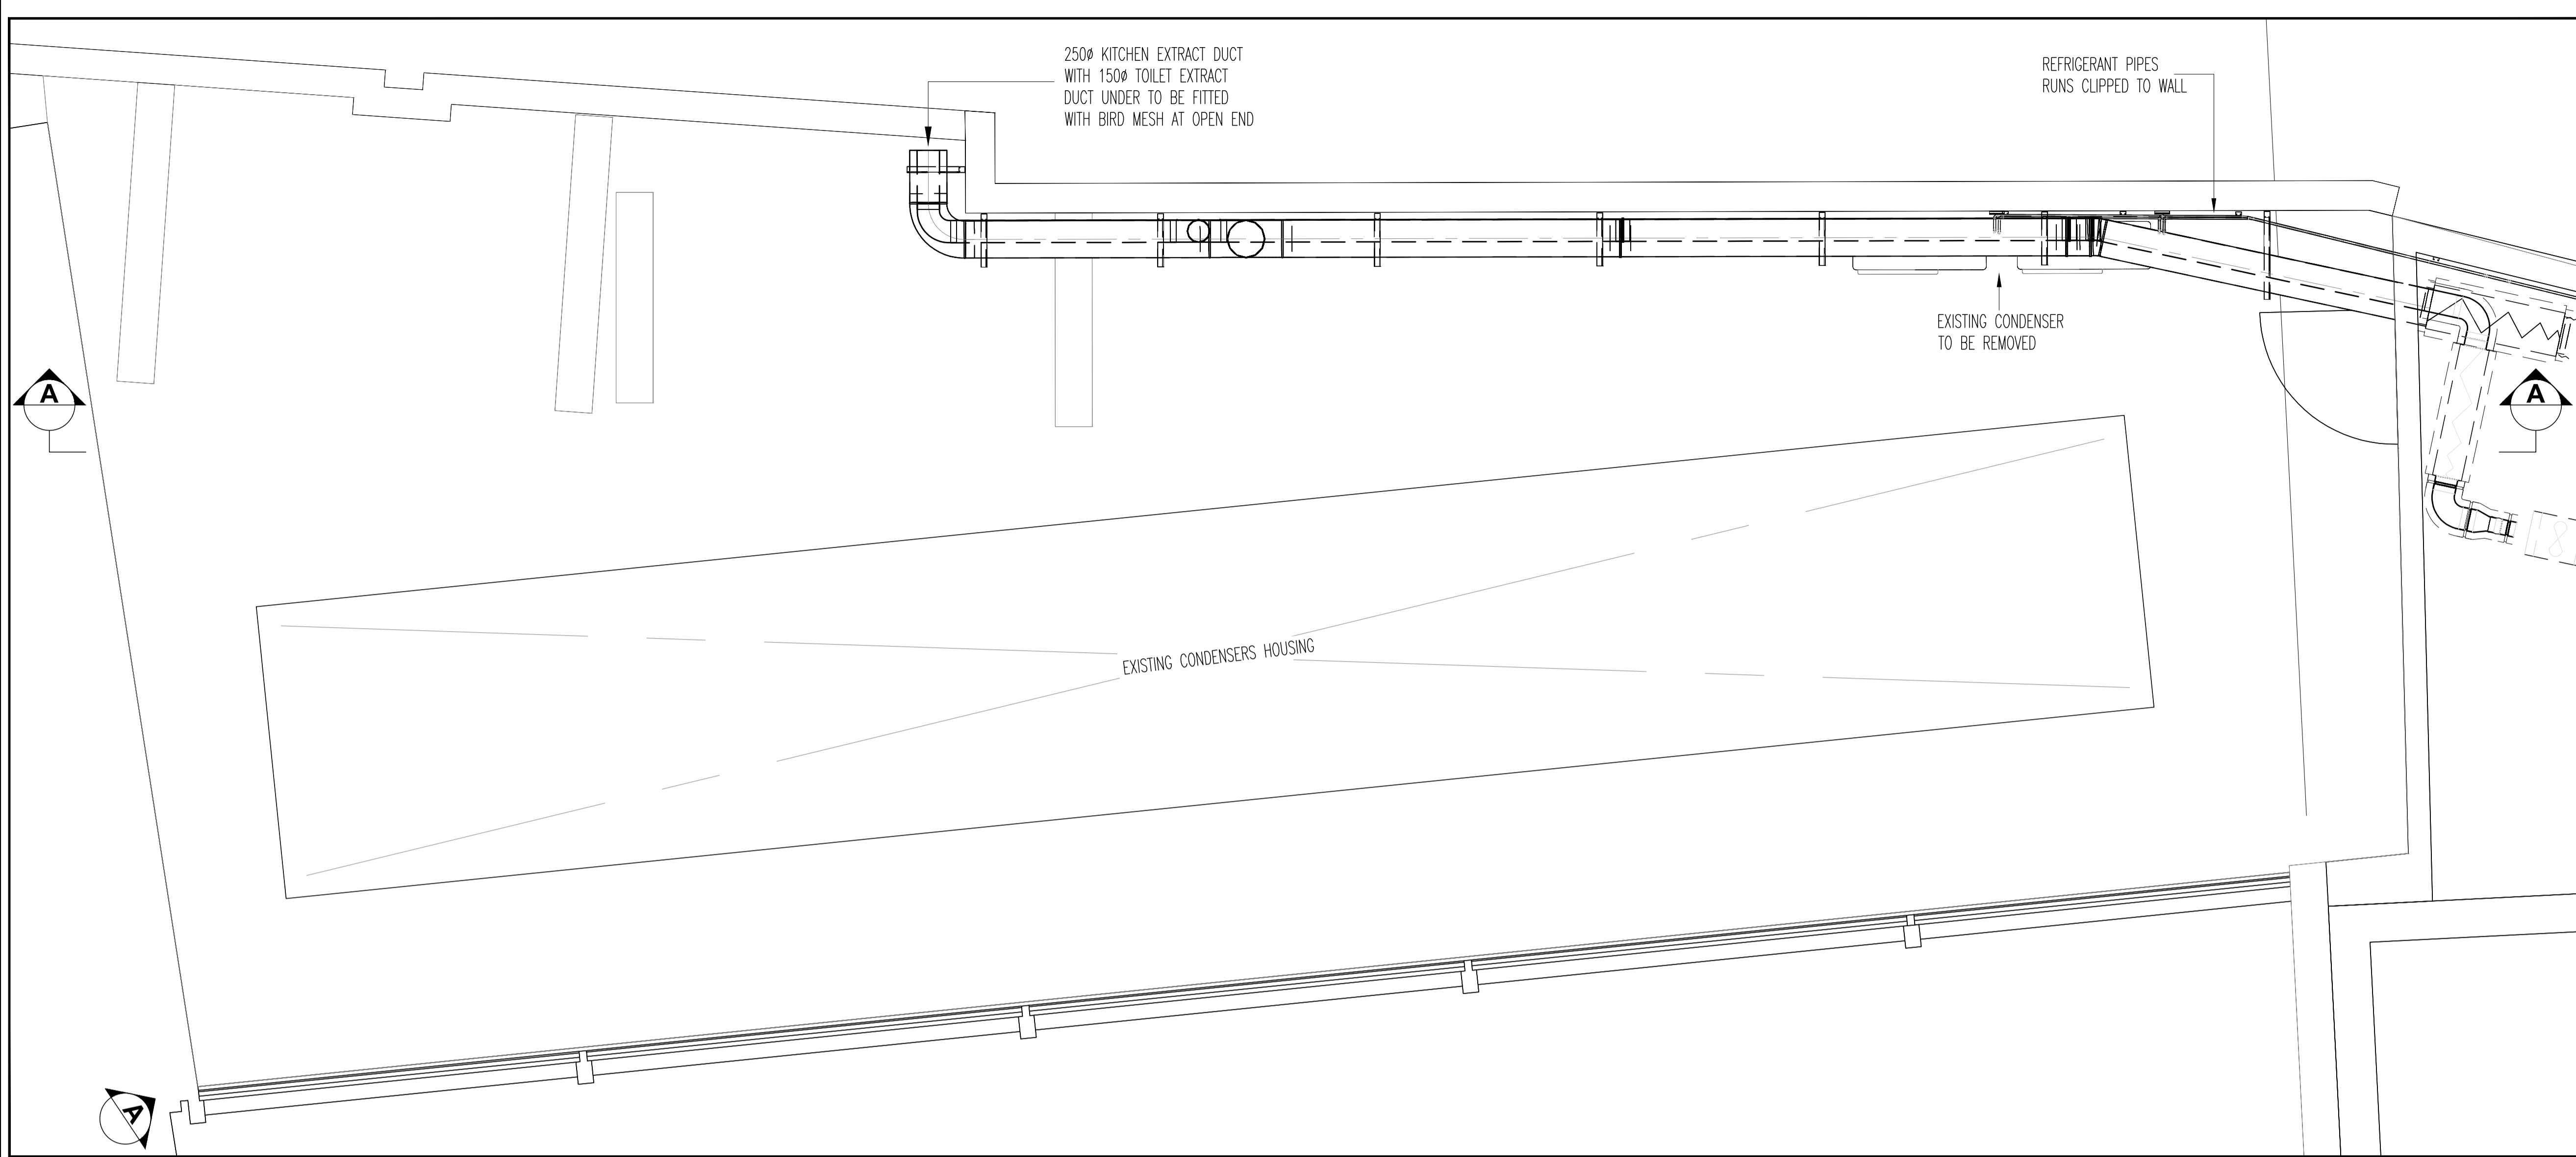 250ø KITCHEN EXTRACT DUCT
WITH 150ø TOILET EXTRACT
DUCT UNDER TO BE FITTED
WITH BIRD MESH AT OPEN END
REFRIGERANT PIPES
RUNS CLIPPED TO WALL
EXISTING CONDENSER
TO BE REMOVED
A
A
EXISTING CONDENSERS HOUSING
A